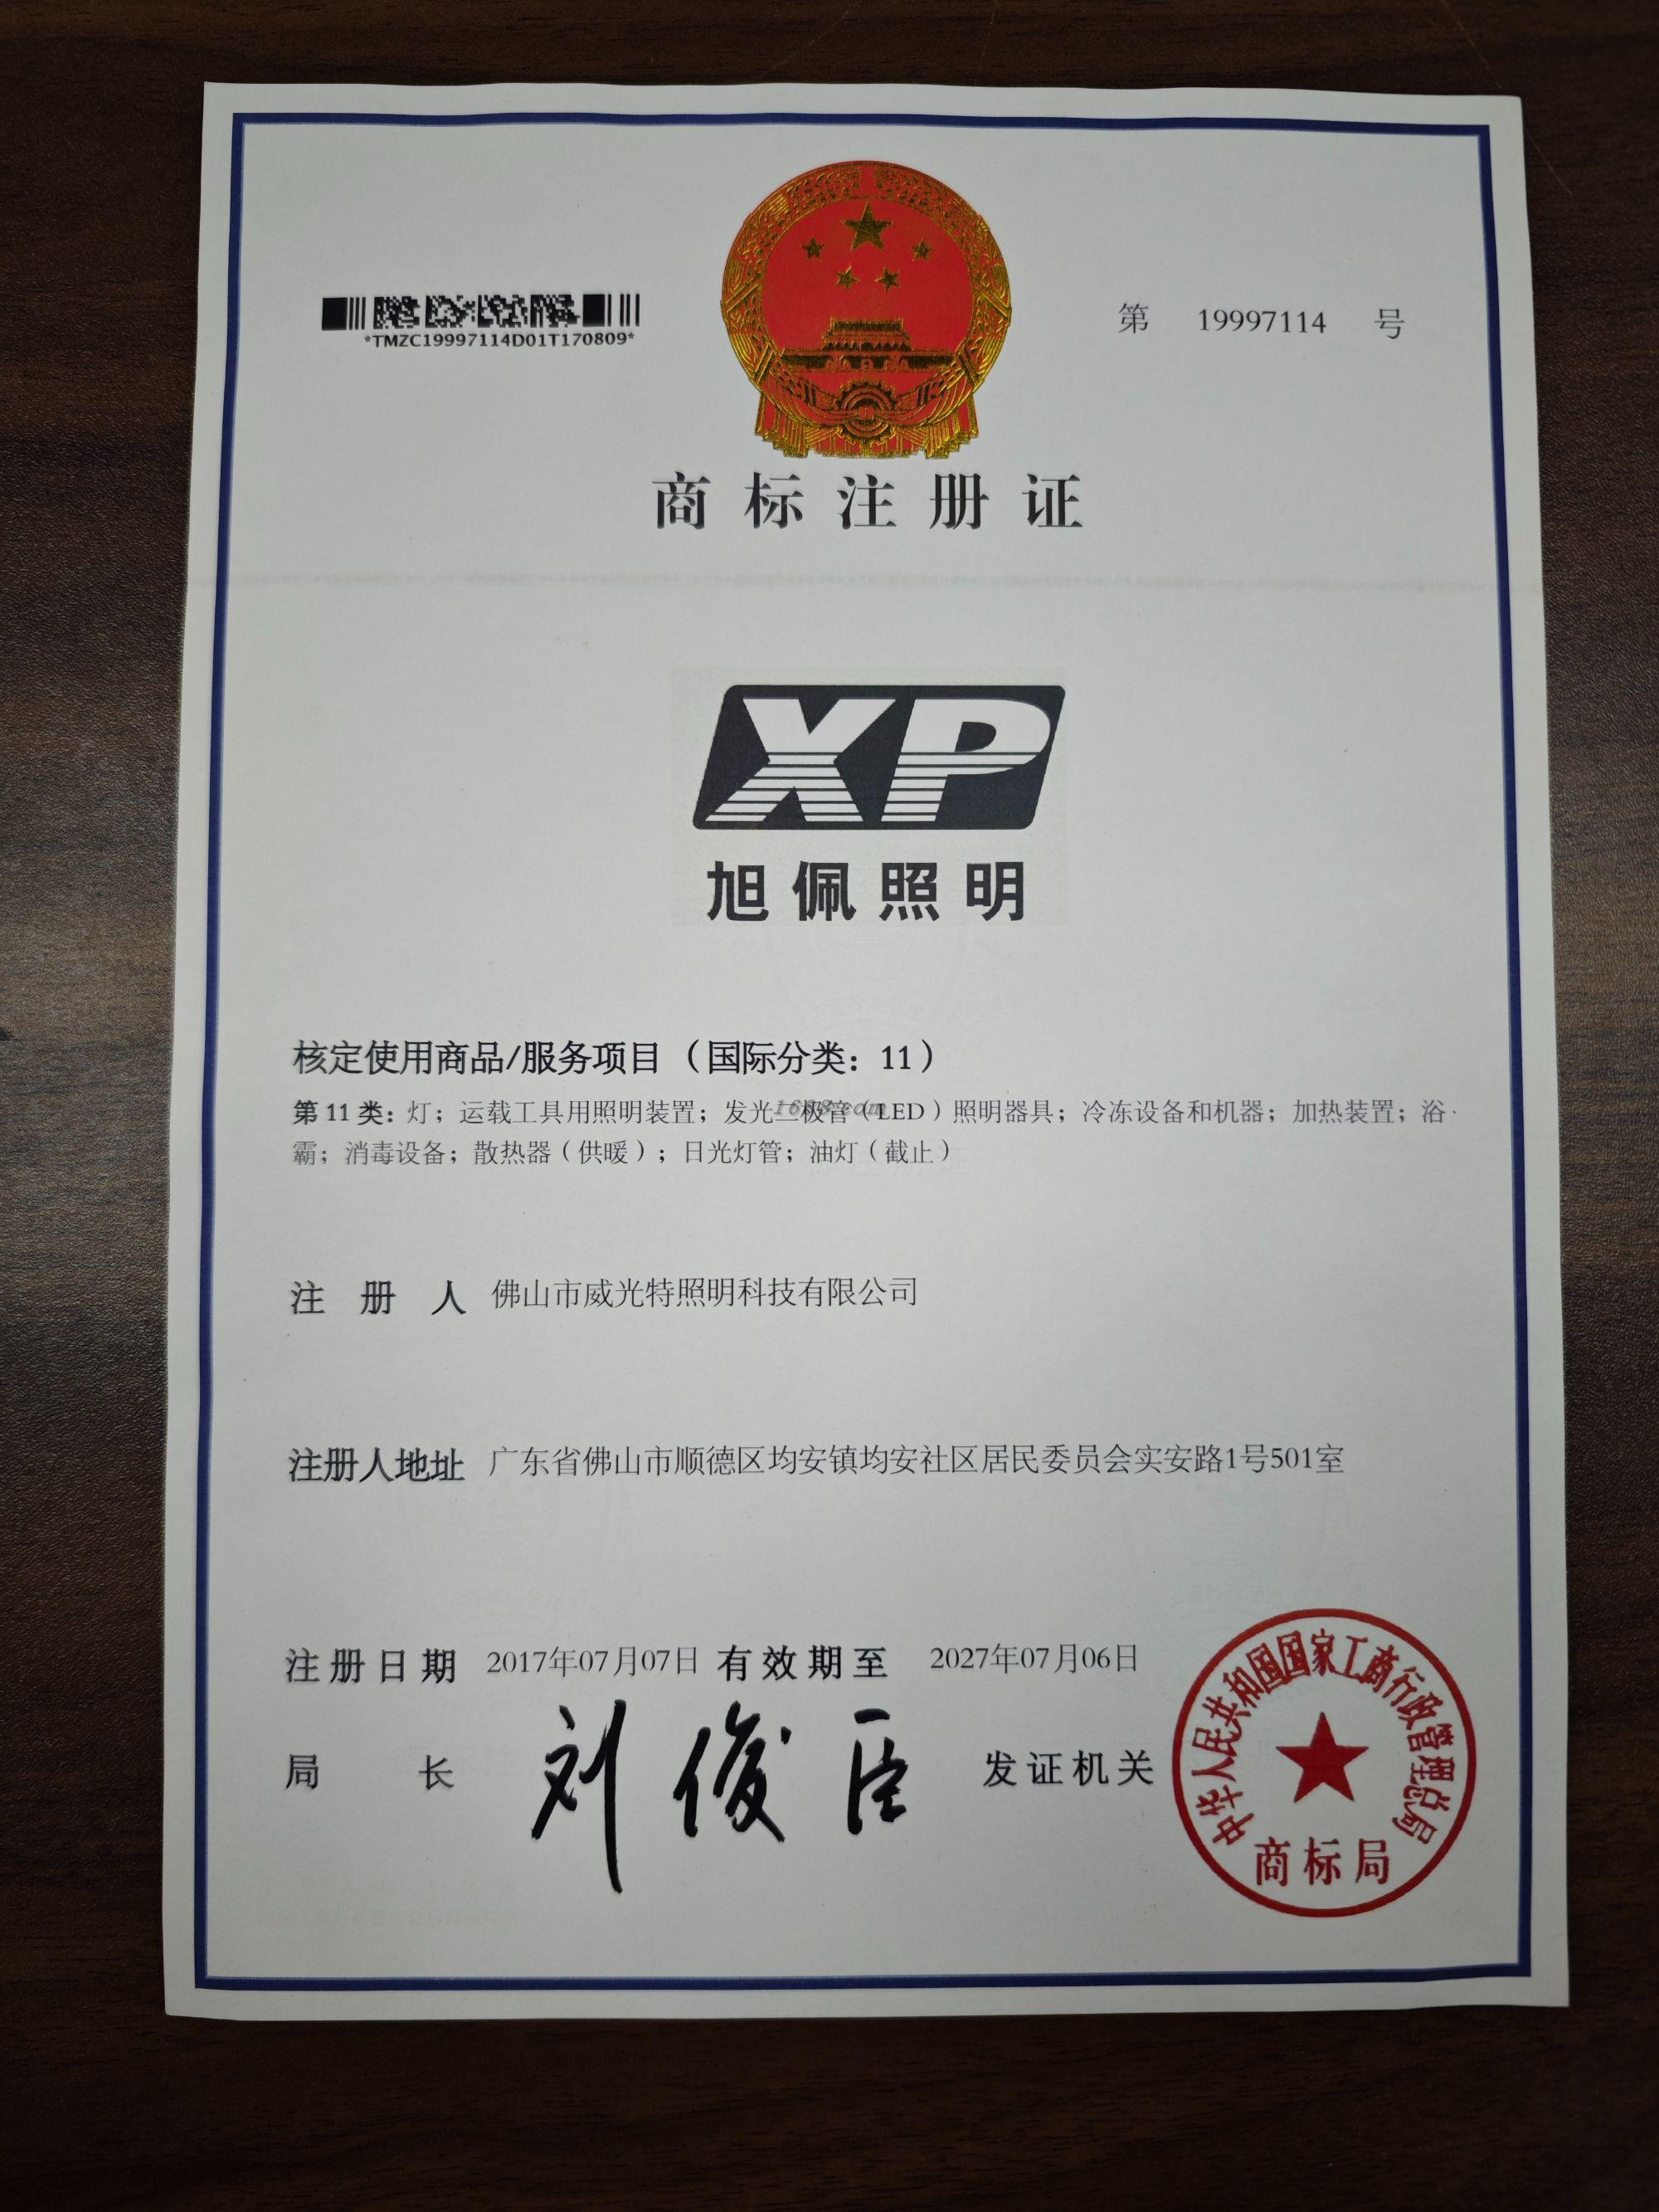 *TMZC19997114D01T170809*
第 19997114 号
商标注册证
XP
旭佩照明
核定使用商品/服务项目（国际分类：11）
第11类：灯；运载工具用照明装置；发光二极管（LED）照明器具；冷冻设备和机器；加热装置；浴
霸；消毒设备；散热器（供暖）；日光灯管；油灯（截止）
1688.com
注册人 佛山市威光特照明科技有限公司
注册人地址 广东省佛山市顺德区均安镇均安社区居民委员会实安路1号501室
注册日期 2017年07月07日 有效期至 2027年07月06日
局长 刘俊臣 发证机关
中华人民共和国国家工商行政管理总局
商标局